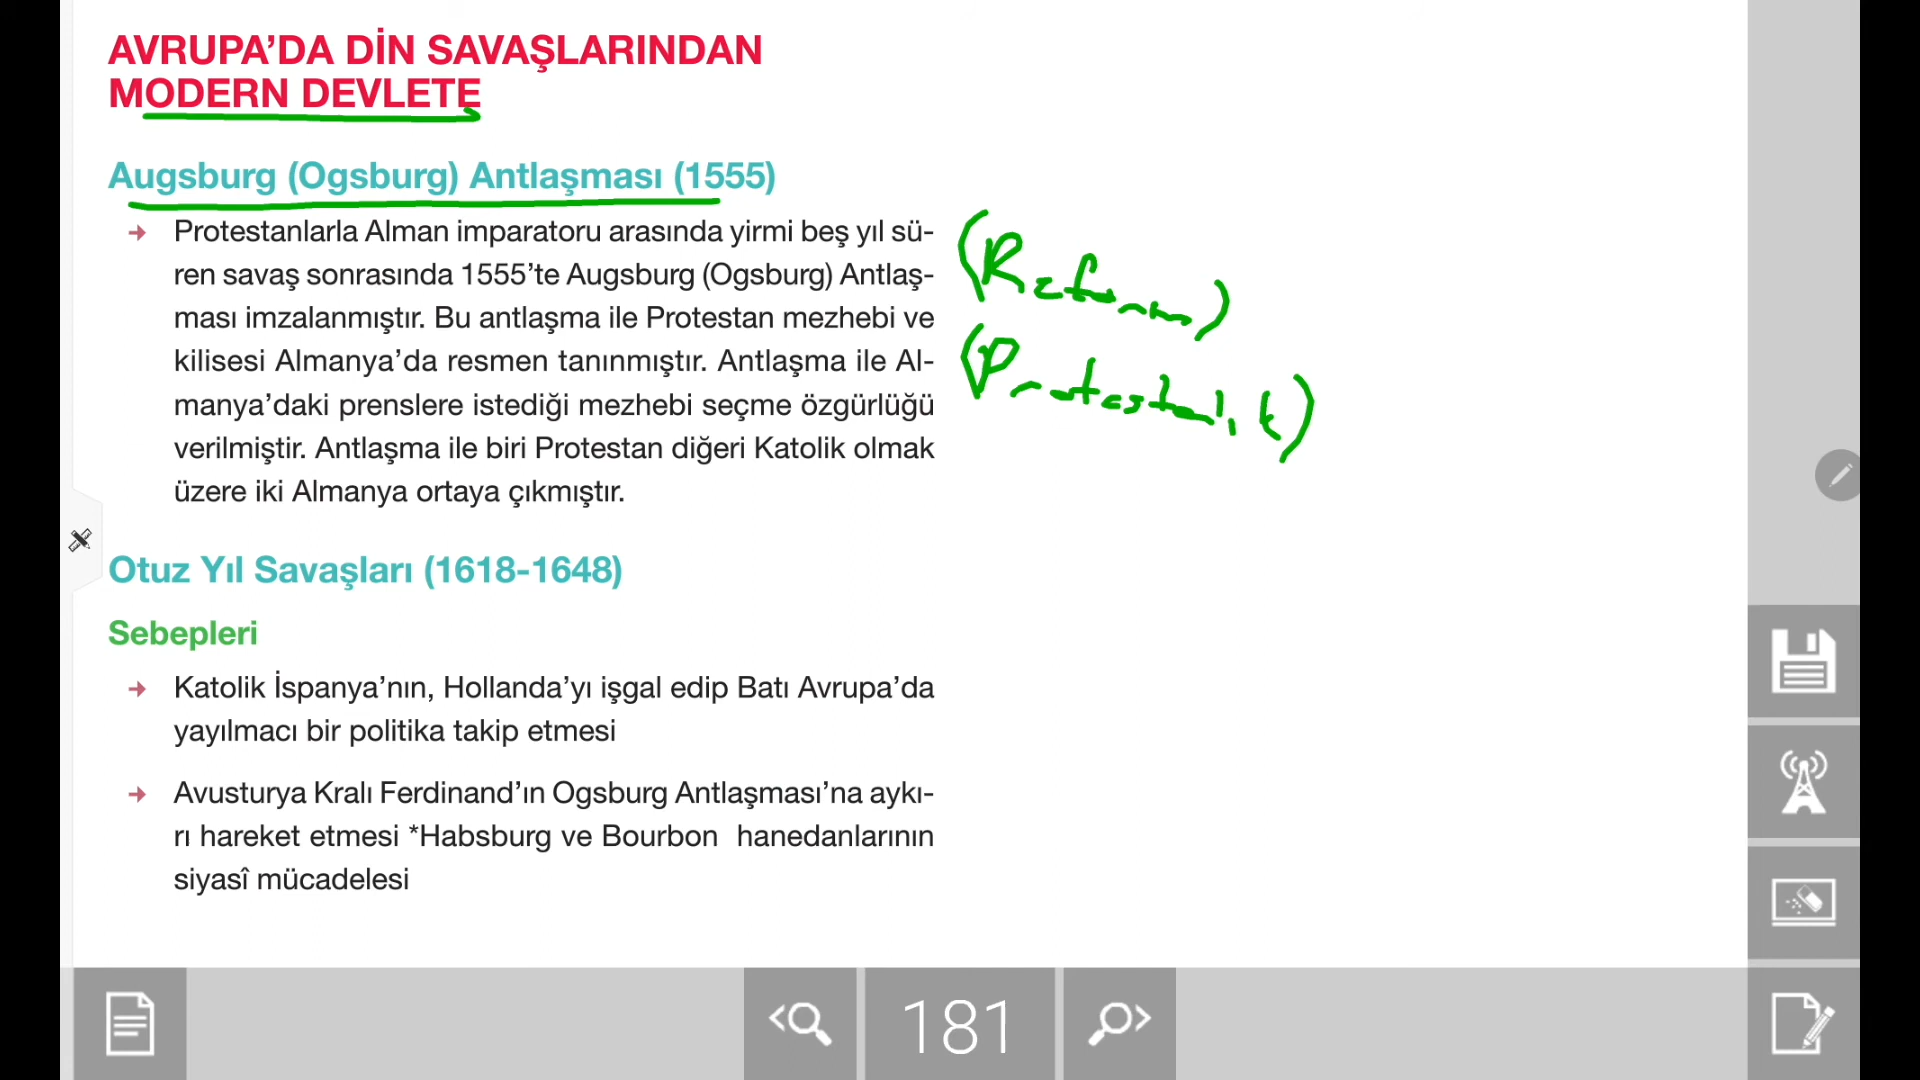 AVRUPA’DA DİN SAVAŞLARINDAN
MODERN DEVLETE
Augsburg (Ogsburg) Antlaşması (1555)
Protestanlarla Alman imparatoru arasında yirmi beş yıl sü-
ren savaş sonrasında 1555’te Augsburg (Ogsburg) Antlaş-
ması imzalanmıştır. Bu antlaşma ile Protestan mezhebi ve
kilisesi Almanya’da resmen tanınmıştır. Antlaşma ile Al-
manya’daki prenslere istediği mezhebi seçme özgürlüğü
verilmiştir. Antlaşma ile biri Protestan diğeri Katolik olmak
üzere iki Almanya ortaya çıkmıştır.
(Reform)
(Protestanlık)
Otuz Yıl Savaşları (1618-1648)
Sebepleri
Katolik İspanya’nın, Hollanda’yı işgal edip Batı Avrupa’da
yayılmacı bir politika takip etmesi
Avusturya Kralı Ferdinand’ın Ogsburg Antlaşması’na aykı-
rı hareket etmesi *Habsburg ve Bourbon hanedanlarının
siyasî mücadelesi
181